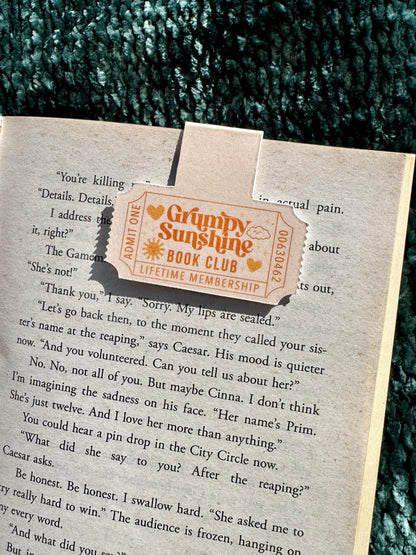 "You're killing
in actual pain.
"Details. Details."
I address the
about
it, right?"
The Gamem
ts out,
"She's not!"
"Thank you," I say. "Sorry. My lips are sealed."
"Let's go back then, to the moment they called your sis-
ter's name at the reaping," says Caesar. His mood is quieter
now. "And you volunteered. Can you tell us about her?"
No. No, not all of you. But maybe Cinna. I don't think
I'm imagining the sadness on his face. "Her name's Prim.
She's just twelve. And I love her more than anything."
You could hear a pin drop in the City Circle now.
"What did she say to you? After the reaping?"
Caesar asks.
Be honest. Be honest. I swallow hard. "She asked me to
try really hard to win." The audience is frozen, hanging on
my every word.
"And what did you say?"
ADMIT ONE
Grumpy
Sunshine
BOOK CLUB
LIFETIME MEMBERSHIP
00630462